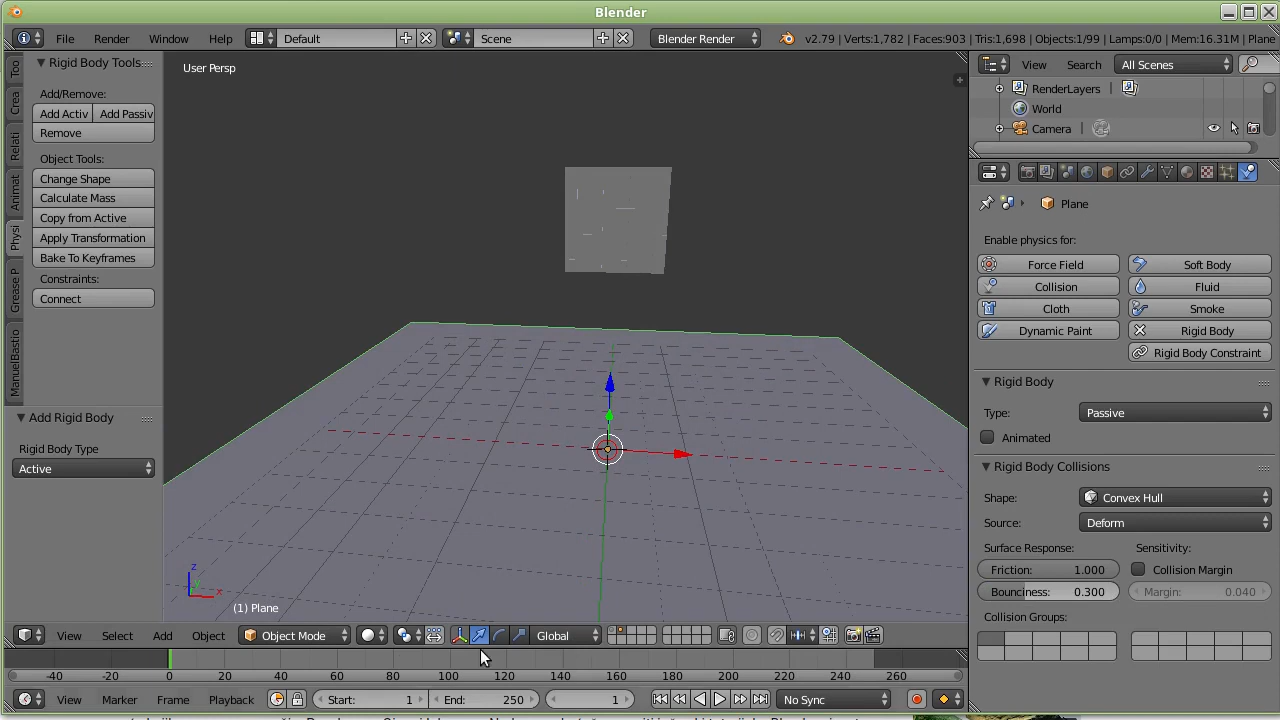 Blender
File Render Window Help Default Scene Blender Render v2.79 | Verts:1,782 | Faces:903 | Tris:1,698 | Objects:1/99 | Lamps:0/0 | Mem:16.31M | Plane
Rigid Body Tools
Add/Remove:
Add Activ Add Passiv
Remove
Object Tools:
Change Shape
Calculate Mass
Copy from Active
Apply Transformation
Bake To Keyframes
Constraints:
Connect
Too
Crea
Relati
Animat
Physi
Grease P
ManuelBastio
Add Rigid Body
Rigid Body Type
Active
User Persp
(1) Plane
z
y
x
View Select Add Object Object Mode Global
-40 -20 0 20 40 60 80 100 120 140 160 180 200 220 240 260
View Marker Frame Playback Start: 1 End: 250 1 No Sync
View Search All Scenes
RenderLayers |
World
Camera |
Plane
Enable physics for:
Force Field Soft Body
Collision Fluid
Cloth Smoke
Dynamic Paint Rigid Body
Rigid Body Constraint
Rigid Body
Type: Passive
Animated
Rigid Body Collisions
Shape: Convex Hull
Source: Deform
Surface Response: Sensitivity:
Friction: 1.000 Collision Margin
Bounciness: 0.300 Margin: 0.040
Collision Groups: